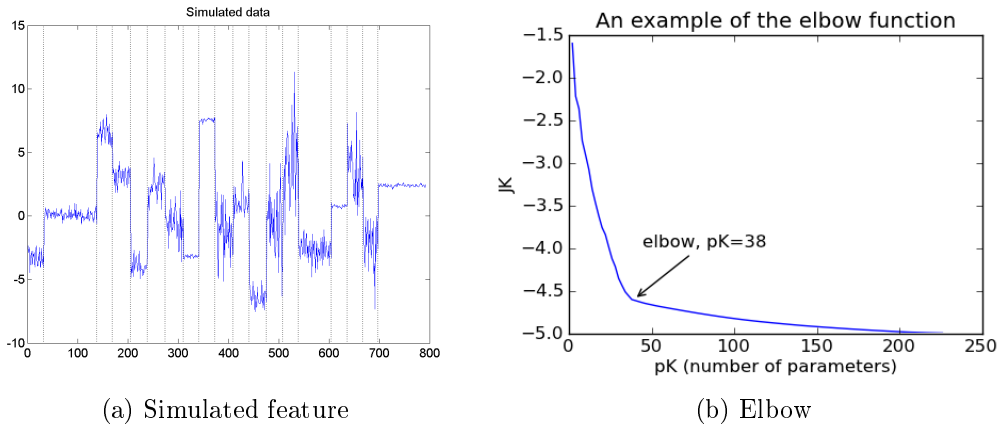 Simulated data
15
10
5
0
-5
-10
0 100 200 300 400 500 600 700 800
(a) Simulated feature
An example of the elbow function
−1.5
−2.0
−2.5
−3.0
−3.5
−4.0
−4.5
−5.0
JK
elbow, pK=38
0 50 100 150 200 250
pK (number of parameters)
(b) Elbow